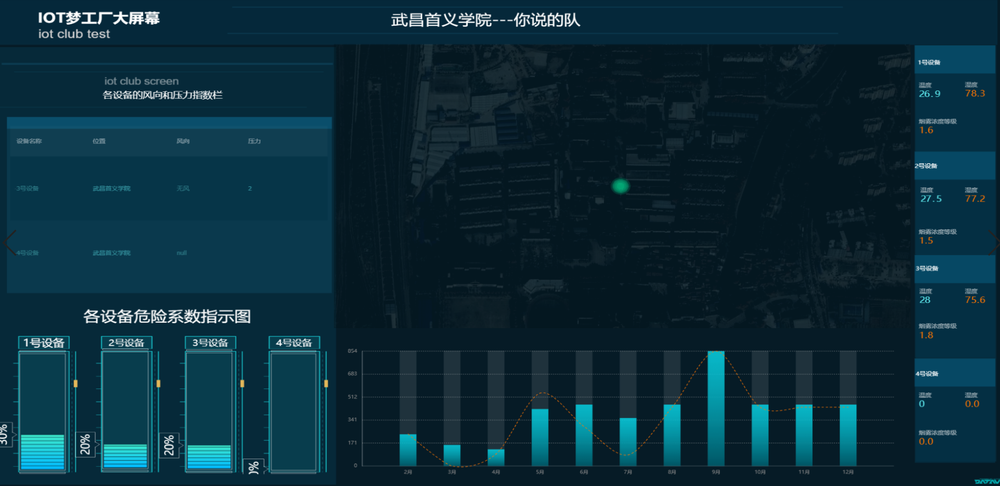 IOT梦工厂大屏幕
iot club test
武昌首义学院---你说的队
iot club screen
各设备的风向和压力指数栏
设备名称 位置 风向 压力
3号设备 武昌首义学院 无风 2
4号设备 武昌首义学院 null
各设备危险系数指示图
1号设备 2号设备 3号设备 4号设备
30% 20% 20% 0%
854
683
512
341
171
0
2月 3月 4月 5月 6月 7月 8月 9月 10月 11月 12月
1号设备
温度 湿度
26.9 78.3
烟雾浓度等级
1.6
2号设备
温度 湿度
27.5 77.2
烟雾浓度等级
1.5
3号设备
温度 湿度
28 75.6
烟雾浓度等级
1.8
4号设备
温度 湿度
0 0.0
烟雾浓度等级
0.0
DATAV